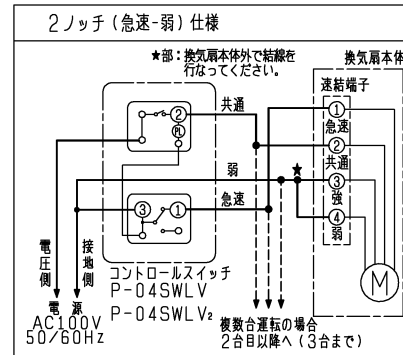 2ノッチ(急速-弱)仕様
★部：換気扇本体外で結線を
行なってください。
換気扇本体
速結端子
共通
②
PL
①
急速
②
共通
③
強
④
弱
★
弱
急速
③
①
M
電圧側
接地側
電源
AC100V
50/60Hz
コントロールスイッチ
P-04SWLV
P-04SWLV₂
複数台運転の場合
2台目以降へ(3台まで)